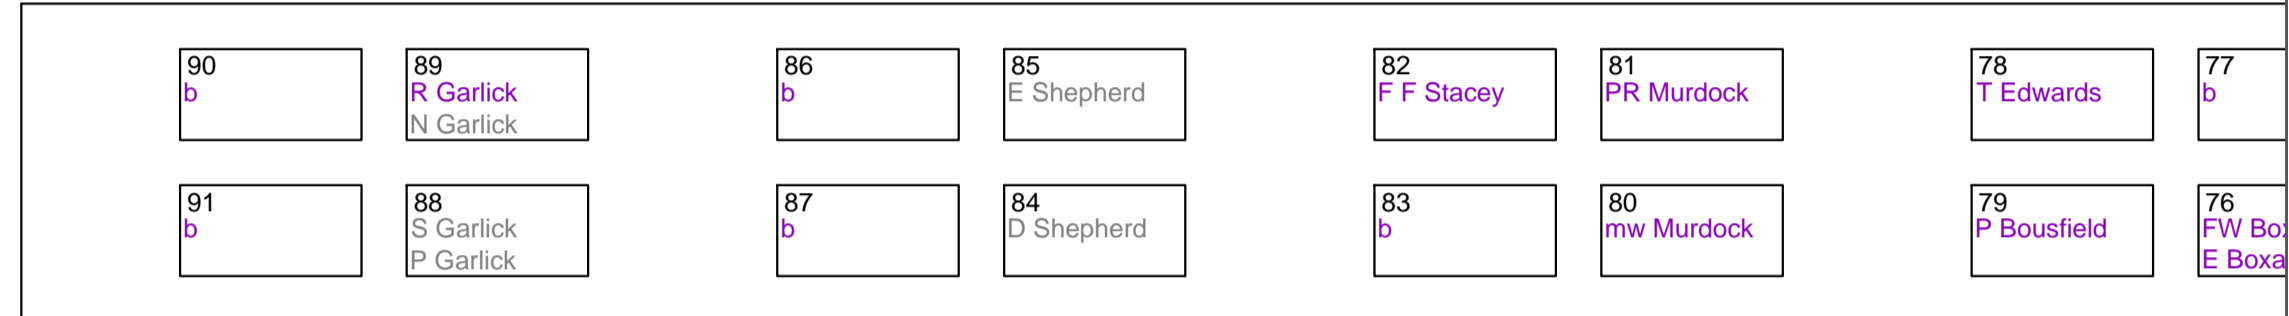 90
b
89
R Garlick
N Garlick
86
b
85
E Shepherd
82
F F Stacey
81
PR Murdock
78
T Edwards
77
b
91
b
88
S Garlick
P Garlick
87
b
84
D Shepherd
83
b
80
mw Murdock
79
P Bousfield
76
FW
E